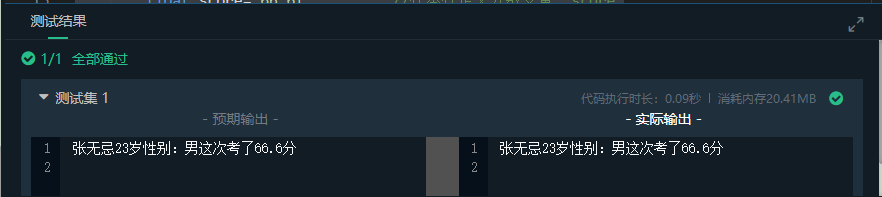 测试结果
1/1 全部通过
测试集 1
代码执行时长：0.09秒 | 消耗内存20.41MB
- 预期输出 -
- 实际输出 -
1 张无忌23岁性别：男这次考了66.6分
2
1 张无忌23岁性别：男这次考了66.6分
2